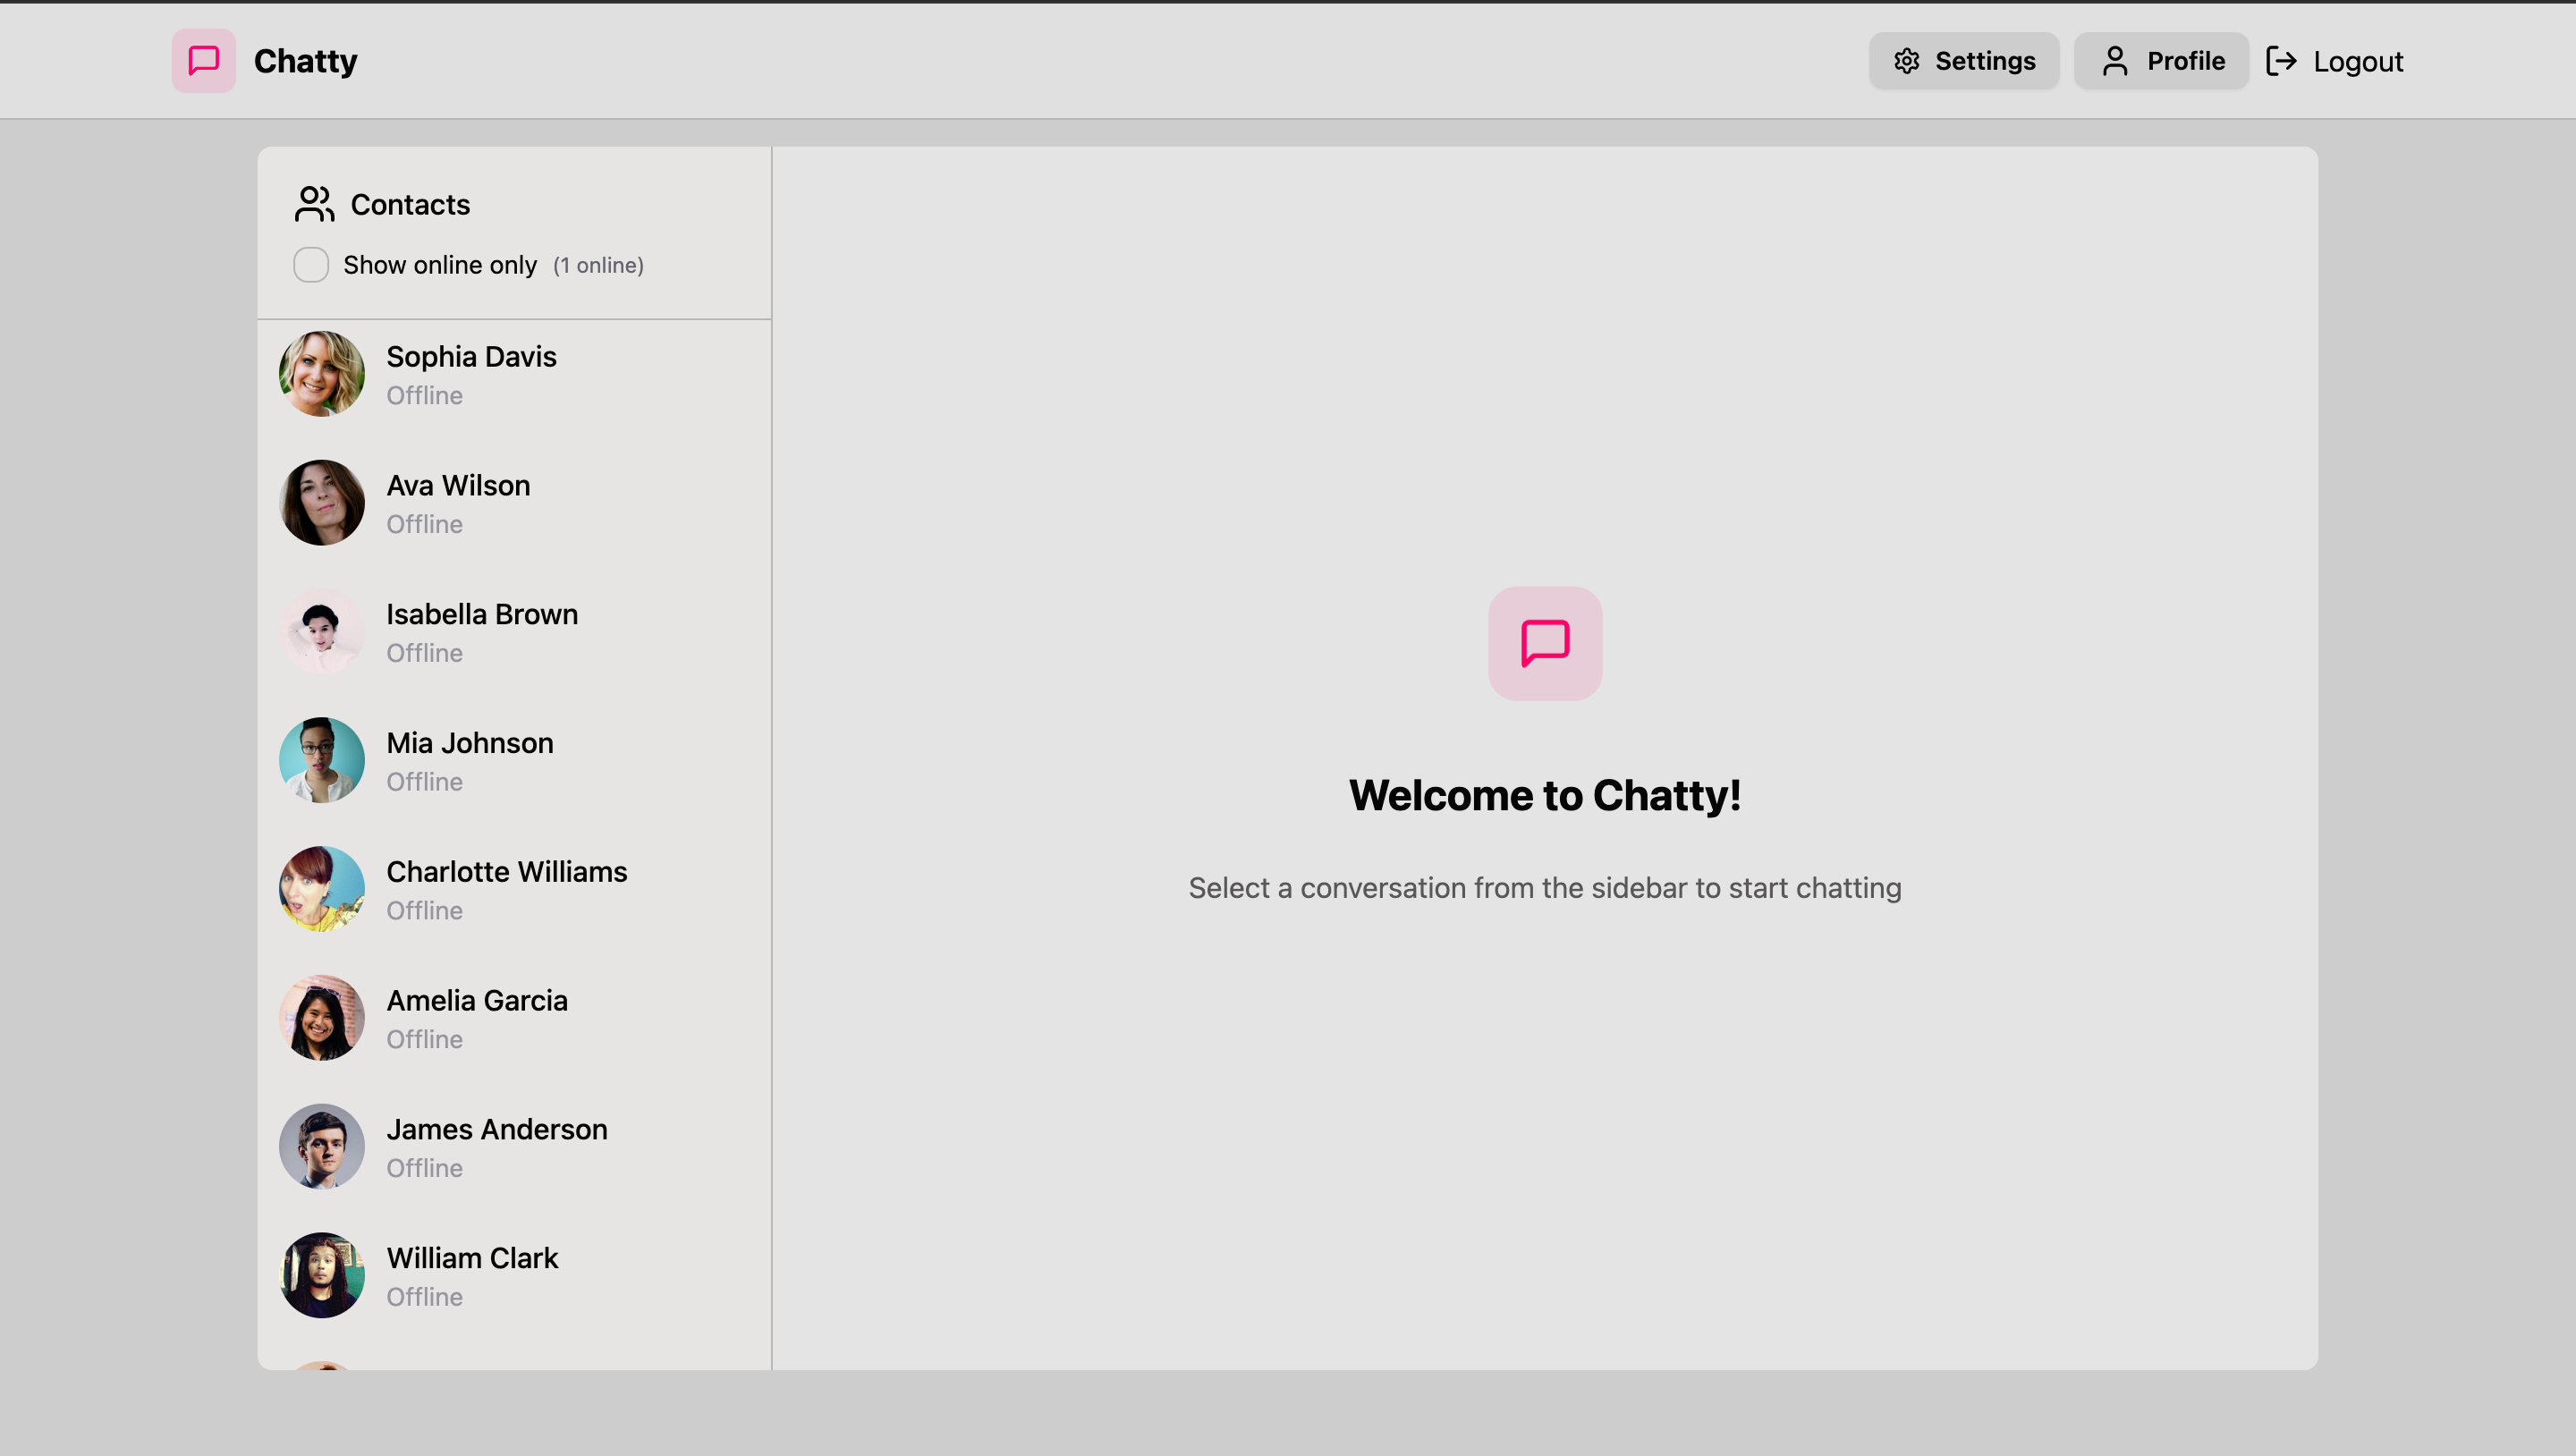 Chatty
Settings
Profile
Logout
Contacts
Show online only (1 online)
Sophia Davis
Offline
Ava Wilson
Offline
Isabella Brown
Offline
Mia Johnson
Offline
Charlotte Williams
Offline
Amelia Garcia
Offline
James Anderson
Offline
William Clark
Offline
Welcome to Chatty!
Select a conversation from the sidebar to start chatting